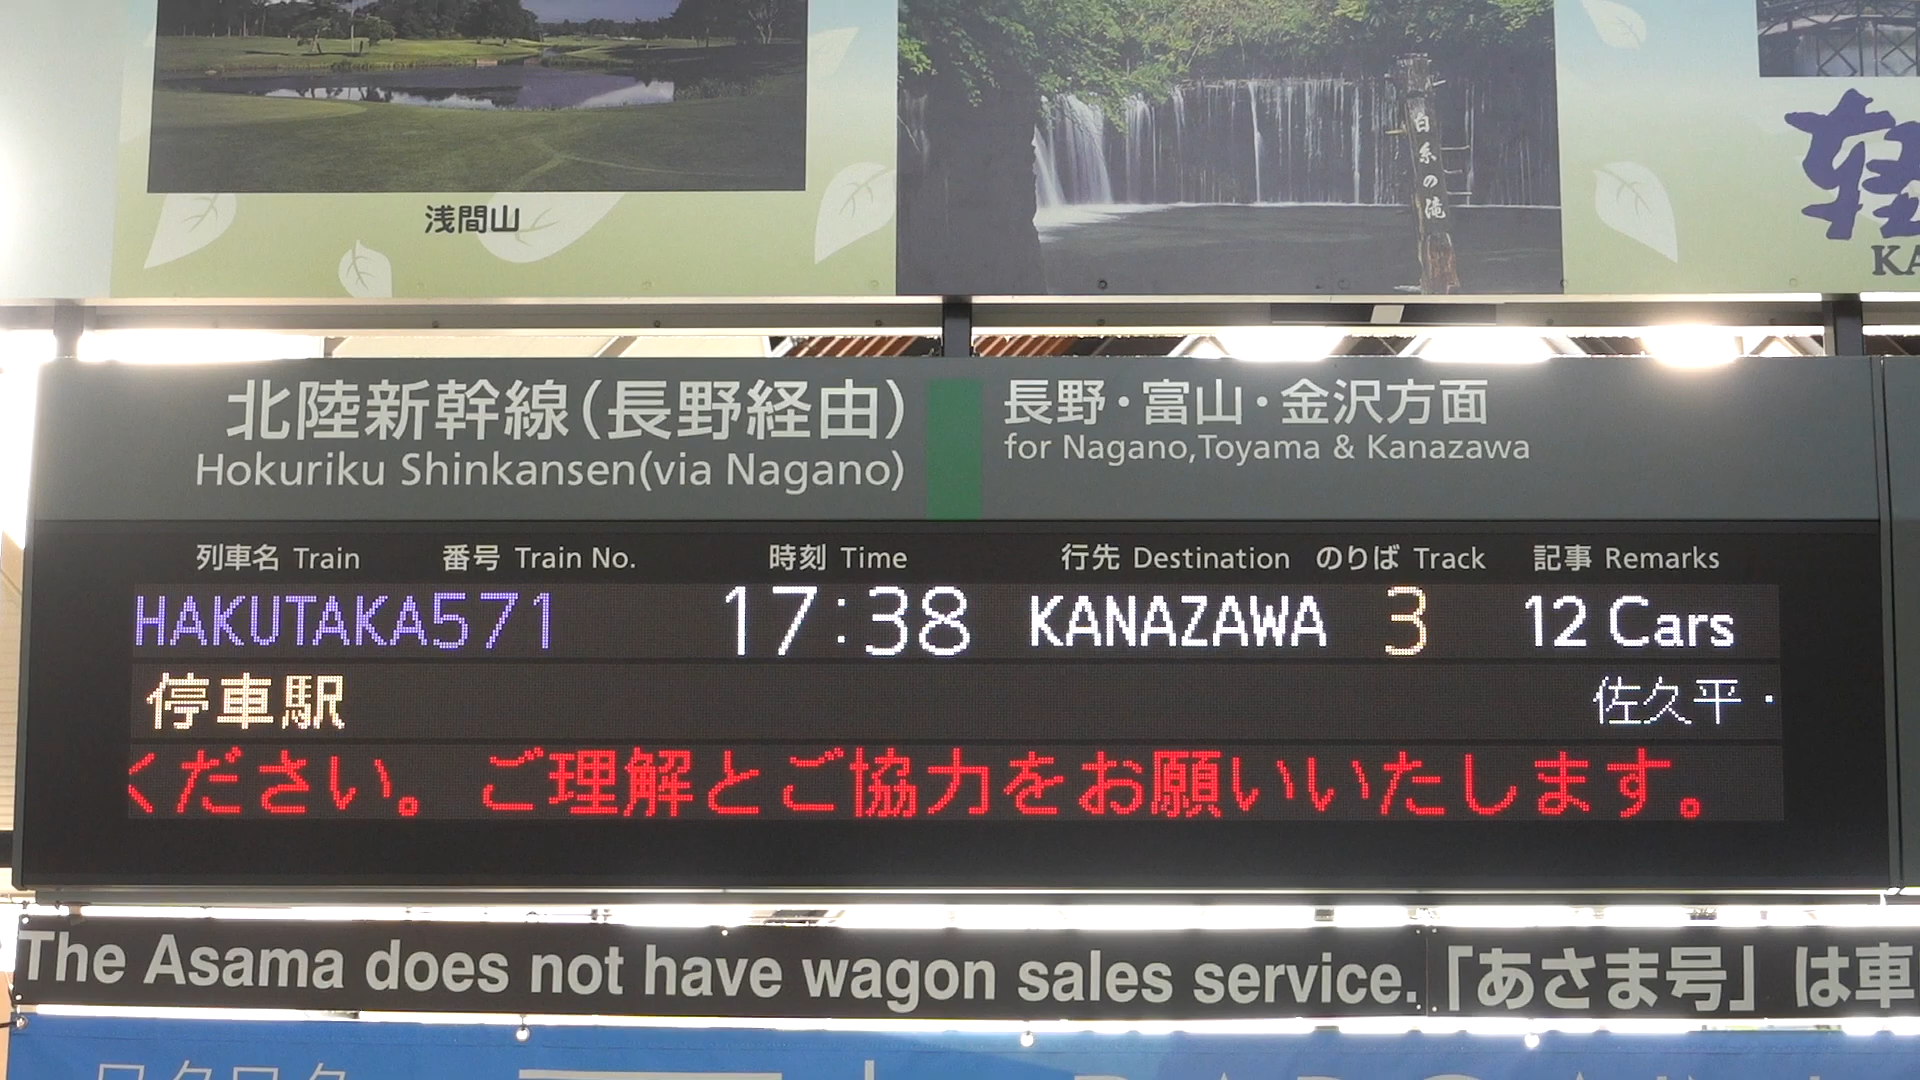 浅間山
白糸の滝
北陸新幹線(長野経由)
Hokuriku Shinkansen(via Nagano)
長野・富山・金沢方面
for Nagano,Toyama & Kanazawa
列車名 Train 番号 Train No. 時刻 Time 行先 Destination のりば Track 記事 Remarks
HAKUTAKA571 17:38 KANAZAWA 3 12 Cars
停車駅 佐久平・
ください。ご理解とご協力をお願いいたします。
The Asama does not have wagon sales service.「あさま号」は車